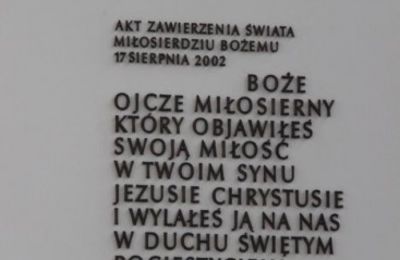 AKT ZAWIERZENIA ŚWIATA
MIŁOSIERDZIU BOŻEMU
17 SIERPNIA 2002
BOŻE
OJCZE MIŁOSIERNY
KTÓRY OBJAWIŁEŚ
SWOJĄ MIŁOŚĆ
W TWOIM SYNU
JEZUSIE CHRYSTUSIE
I WYLAŁEŚ JĄ NA NAS
W DUCHU ŚWIĘTYM